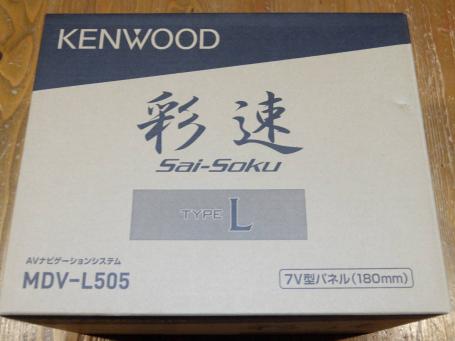 KENWOOD
彩速
Sai-Soku
TYPE L
AVナビゲーションシステム
MDV-L505
7V型パネル(180mm)